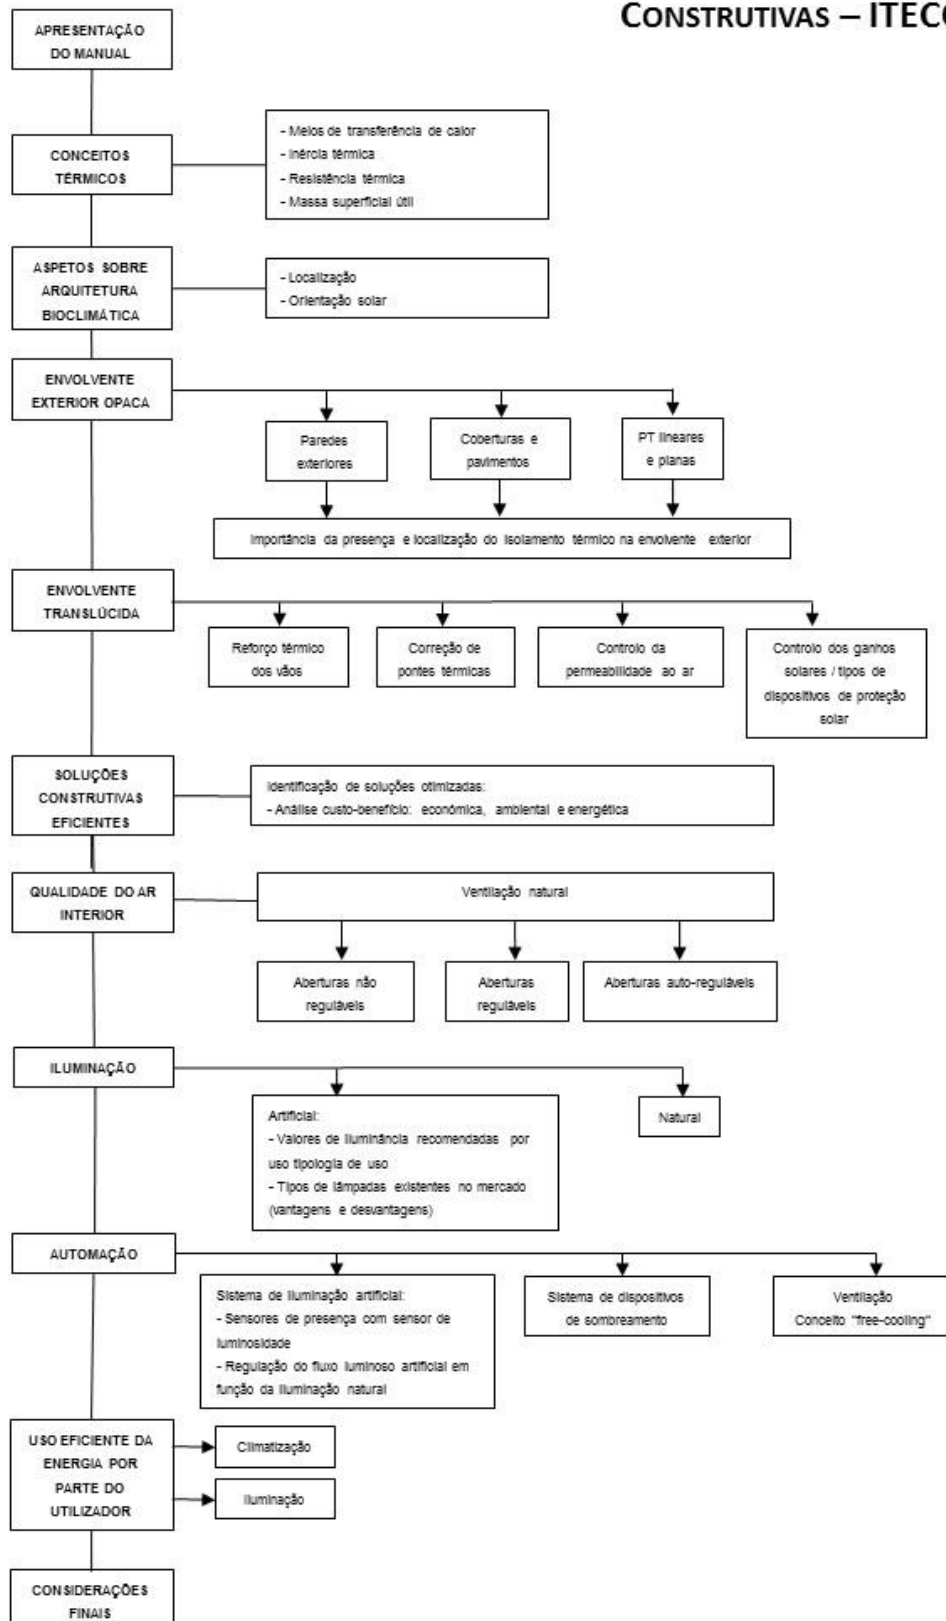 CONSTRUTIVAS – ITEC
APRESENTAÇÃO
DO MANUAL
CONCEITOS
TÉRMICOS
- Meios de transferência de calor
- Inércia térmica
- Resistência térmica
- Massa superficial útil
ASPETOS SOBRE
ARQUITETURA
BIOCLIMÁTICA
- Localização
- Orientação solar
ENVOLVENTE
EXTERIOR OPACA
Paredes
exteriores
Coberturas e
pavimentos
PT lineares
e planas
Importância da presença e localização do isolamento térmico na envolvente exterior
ENVOLVENTE
TRANSLÚCIDA
Reforço térmico
dos vãos
Correção de
pontes térmicas
Controlo da
permeabilidade ao ar
Controlo dos ganhos
solares / tipos de
dispositivos de proteção
solar
SOLUÇÕES
CONSTRUTIVAS
EFICIENTES
Identificação de soluções otimizadas:
- Análise custo-benefício: económica, ambiental e energética
QUALIDADE DO AR
INTERIOR
Ventilação natural
Aberturas não
reguláveis
Aberturas
reguláveis
Aberturas auto-reguláveis
ILUMINAÇÃO
Artificial:
- Valores de iluminância recomendadas por
uso tipologia de uso
- Tipos de lâmpadas existentes no mercado
(vantagens e desvantagens)
Natural
AUTOMAÇÃO
Sistema de iluminação artificial:
- Sensores de presença com sensor de
luminosidade
- Regulação do fluxo luminoso artificial em
função da iluminação natural
Sistema de dispositivos
de sombreamento
Ventilação
Conceito "free-cooling"
USO EFICIENTE DA
ENERGIA POR
PARTE DO
UTILIZADOR
Climatização
Iluminação
CONSIDERAÇÕES
FINAIS